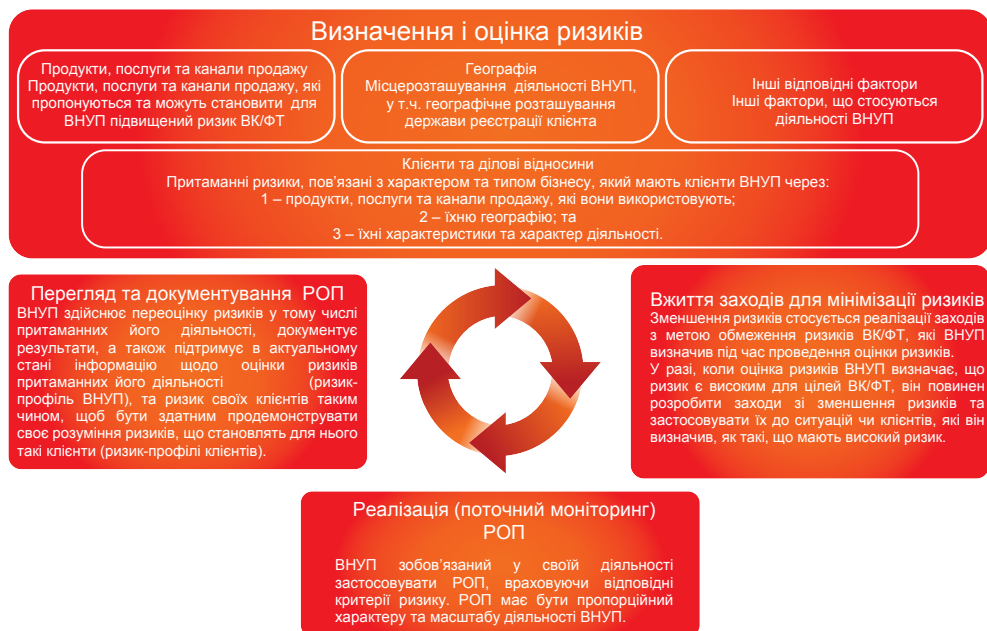 Визначення і оцінка ризиків
Продукти, послуги та канали продажу
Продукти, послуги та канали продажу, які
пропонуються та можуть становити для
ВНУП підвищений ризик ВК/ФТ
Географія
Місцерозташування діяльності ВНУП,
у т.ч. географічне розташування
держави реєстрації клієнта
Інші відповідні фактори
Інші фактори, що стосуються
діяльності ВНУП
Клієнти та ділові відносини
Притаманні ризики, пов’язані з характером та типом бізнесу, який мають клієнти ВНУП через:
1 – продукти, послуги та канали продажу, які вони використовують;
2 – їхню географію; та
3 – їхні характеристики та характер діяльності.
Перегляд та документування РОП
ВНУП здійснює переоцінку ризиків у тому числі
притаманних його діяльності, документує
результати, а також підтримує в актуальному
стані інформацію щодо оцінки ризиків
притаманних його діяльності (ризик-
профіль ВНУП), та ризик своїх клієнтів таким
чином, щоб бути здатним продемонструвати
своє розуміння ризиків, що становлять для нього
такі клієнти (ризик-профілі клієнтів).
Вжиття заходів для мінімізації ризиків
Зменшення ризиків стосується реалізації заходів
з метою обмеження ризиків ВК/ФТ, які ВНУП
визначив під час проведення оцінки ризиків.
У разі, коли оцінка ризиків ВНУП визначає, що
ризик є високим для цілей ВК/ФТ, він повинен
розробити заходи зі зменшення ризиків та
застосовувати їх до ситуацій чи клієнтів, які він
визначив, як такі, що мають високий ризик.
Реалізація (поточний моніторинг)
РОП
ВНУП зобов’язаний у своїй діяльності
застосовувати РОП, враховуючи відповідні
критерії ризику. РОП має бути пропорційний
характеру та масштабу діяльності ВНУП.